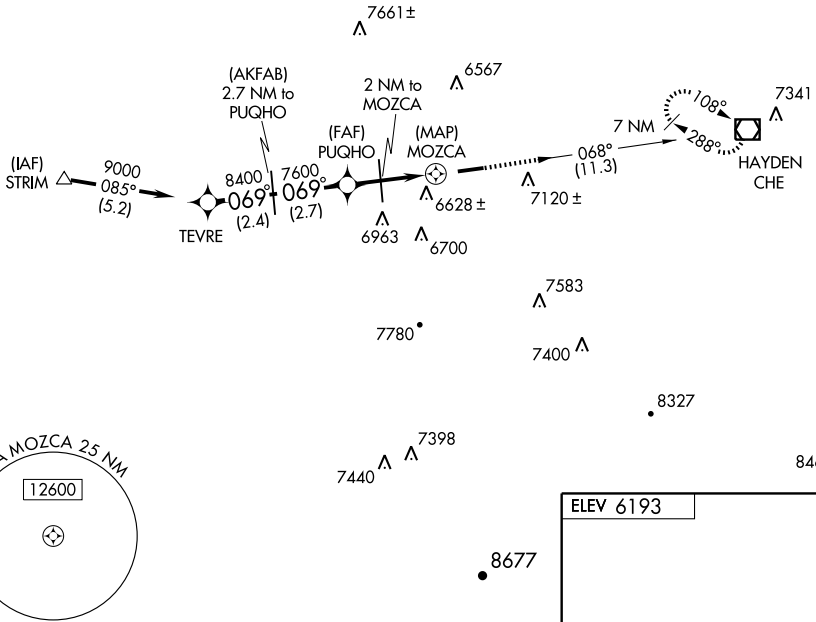 7661±
6567
(AKFAB)
2.7 NM to
PUQHO
2 NM to
MOZCA
7341
108°
7 NM
288°
(FAF)
PUQHO
(MAP)
MOZCA
068°
(11.3)
HAYDEN
CHE
(IAF)
STRIM
9000
085°
(5.2)
8400
069°
(2.4)
7600
069°
(2.7)
TEVRE
6628±
7120±
6963
6700
7583
7780
7400
8327
7398
7440
MOZCA 25 NM
12600
ELEV 6193
8677